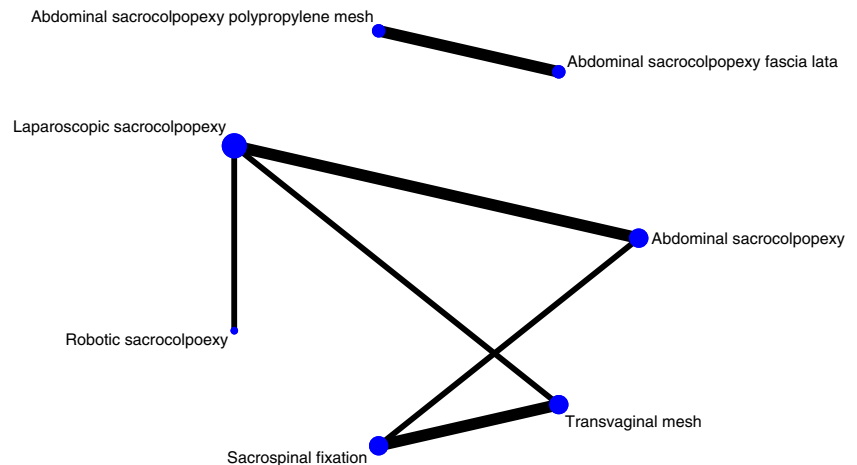 Abdominal sacrocolpopexy polypropylene mesh
Abdominal sacrocolpopexy fascia lata
Laparoscopic sacrocolpopexy
Abdominal sacrocolpopexy
Robotic sacrocolpoexy
Transvaginal mesh
Sacrospinal fixation